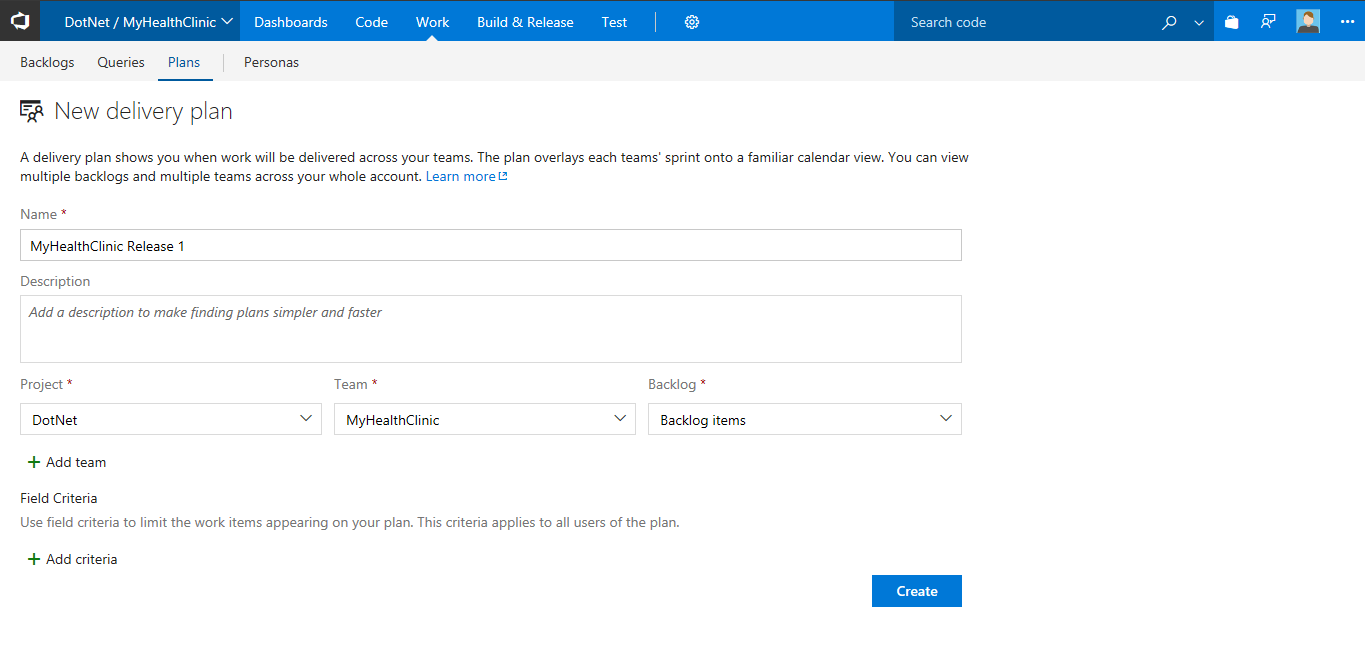 DotNet / MyHealthClinic Dashboards Code Work Build & Release Test Search code
Backlogs Queries Plans Personas
New delivery plan
A delivery plan shows you when work will be delivered across your teams. The plan overlays each teams' sprint onto a familiar calendar view. You can view
multiple backlogs and multiple teams across your whole account. Learn more
Name *
MyHealthClinic Release 1
Description
Add a description to make finding plans simpler and faster
Project * Team * Backlog *
DotNet MyHealthClinic Backlog items
+ Add team
Field Criteria
Use field criteria to limit the work items appearing on your plan. This criteria applies to all users of the plan.
+ Add criteria
Create